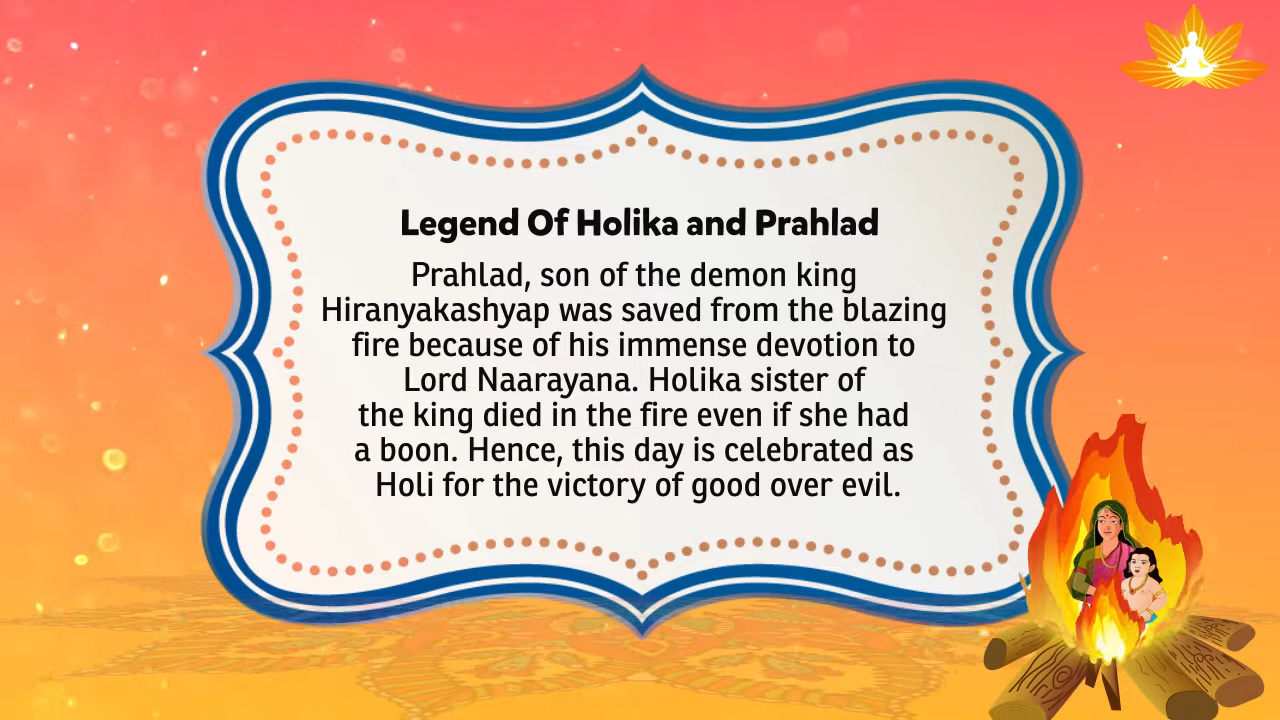 Legend Of Holika and Prahlad
Prahlad, son of the demon king
Hiranyakashyap was saved from the blazing
fire because of his immense devotion to
Lord Naarayana. Holika sister of
the king died in the fire even if she had
a boon. Hence, this day is celebrated as
Holi for the victory of good over evil.